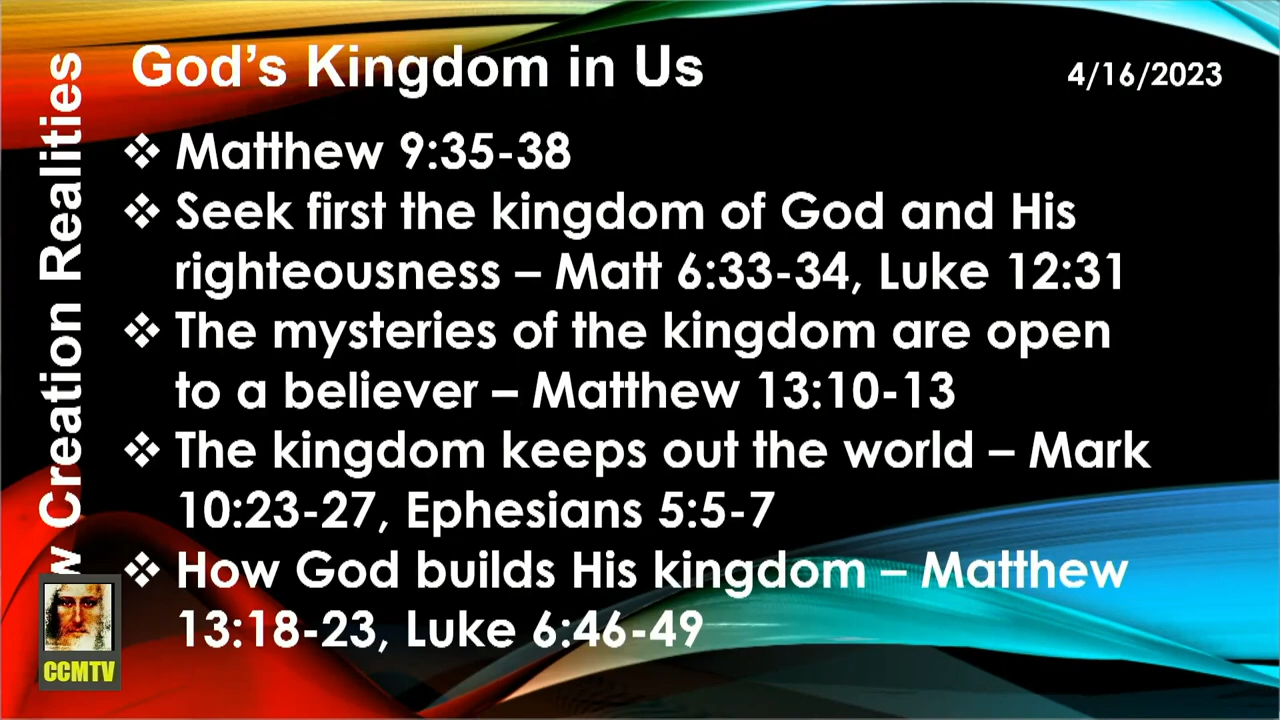 God's Kingdom in Us
4/16/2023
❖ Matthew 9:35-38
❖ Seek first the kingdom of God and His
righteousness – Matt 6:33-34, Luke 12:31
❖ The mysteries of the kingdom are open
to a believer – Matthew 13:10-13
❖ The kingdom keeps out the world – Mark
10:23-27, Ephesians 5:5-7
❖ How God builds His kingdom – Matthew
13:18-23, Luke 6:46-49
w Creation Realities
CCMTV